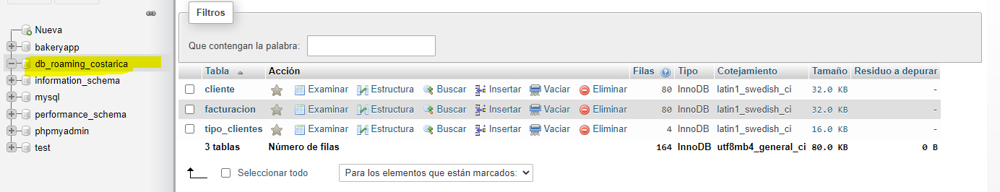 Nueva
bakeryapp
db_roaming_costarica
information_schema
mysql
performance_schema
phpmyadmin
test
Filtros
Que contengan la palabra:
Tabla Acción Filas Tipo Cotejamiento Tamaño Residuo a depurar
cliente Examinar Estructura Buscar Insertar Vaciar Eliminar 80 InnoDB latin1_swedish_ci 32.0 KB -
facturacion Examinar Estructura Buscar Insertar Vaciar Eliminar 80 InnoDB latin1_swedish_ci 32.0 KB -
tipo_clientes Examinar Estructura Buscar Insertar Vaciar Eliminar 4 InnoDB latin1_swedish_ci 16.0 KB -
3 tablas Número de filas 164 InnoDB utf8mb4_general_ci 80.0 KB 0 B
Seleccionar todo Para los elementos que están marcados: